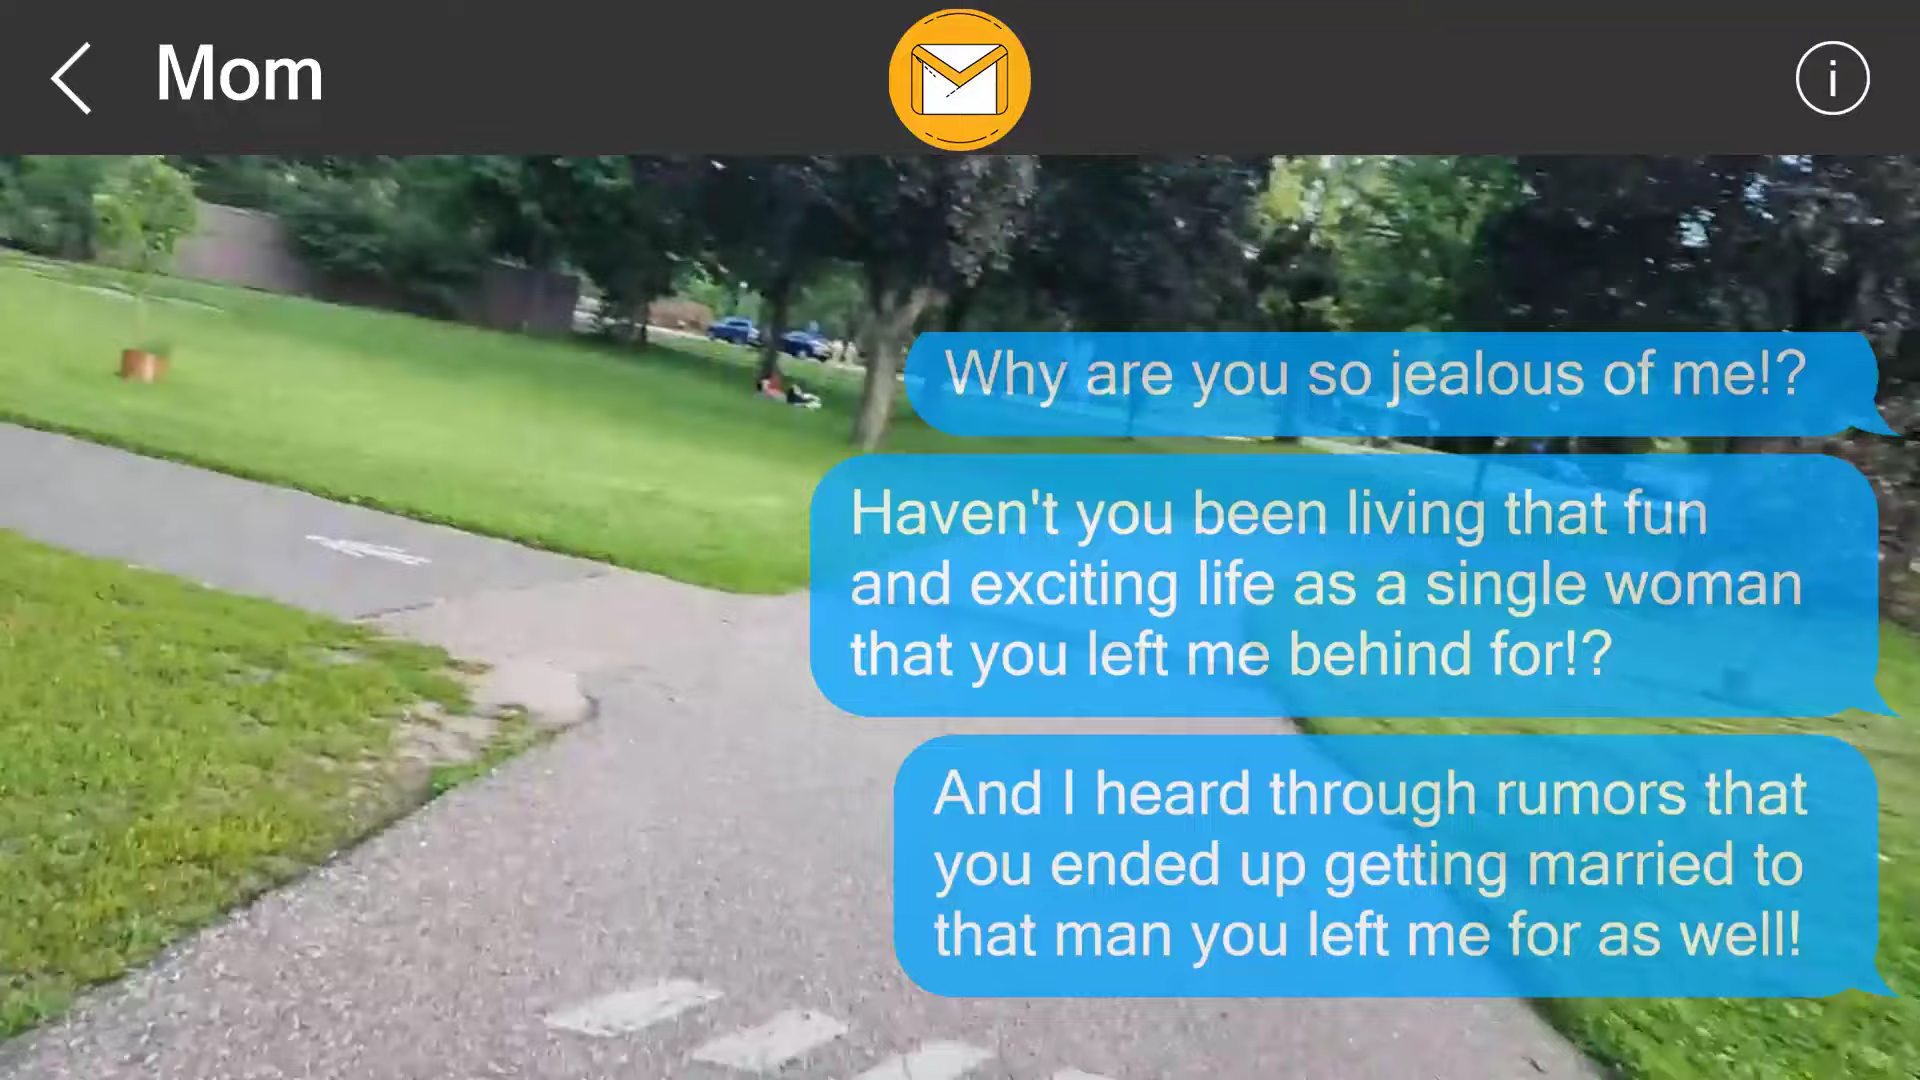 Mom
i
Why are you so jealous of me!?
Haven't you been living that fun
and exciting life as a single woman
that you left me behind for!?
And I heard through rumors that
you ended up getting married to
that man you left me for as well!